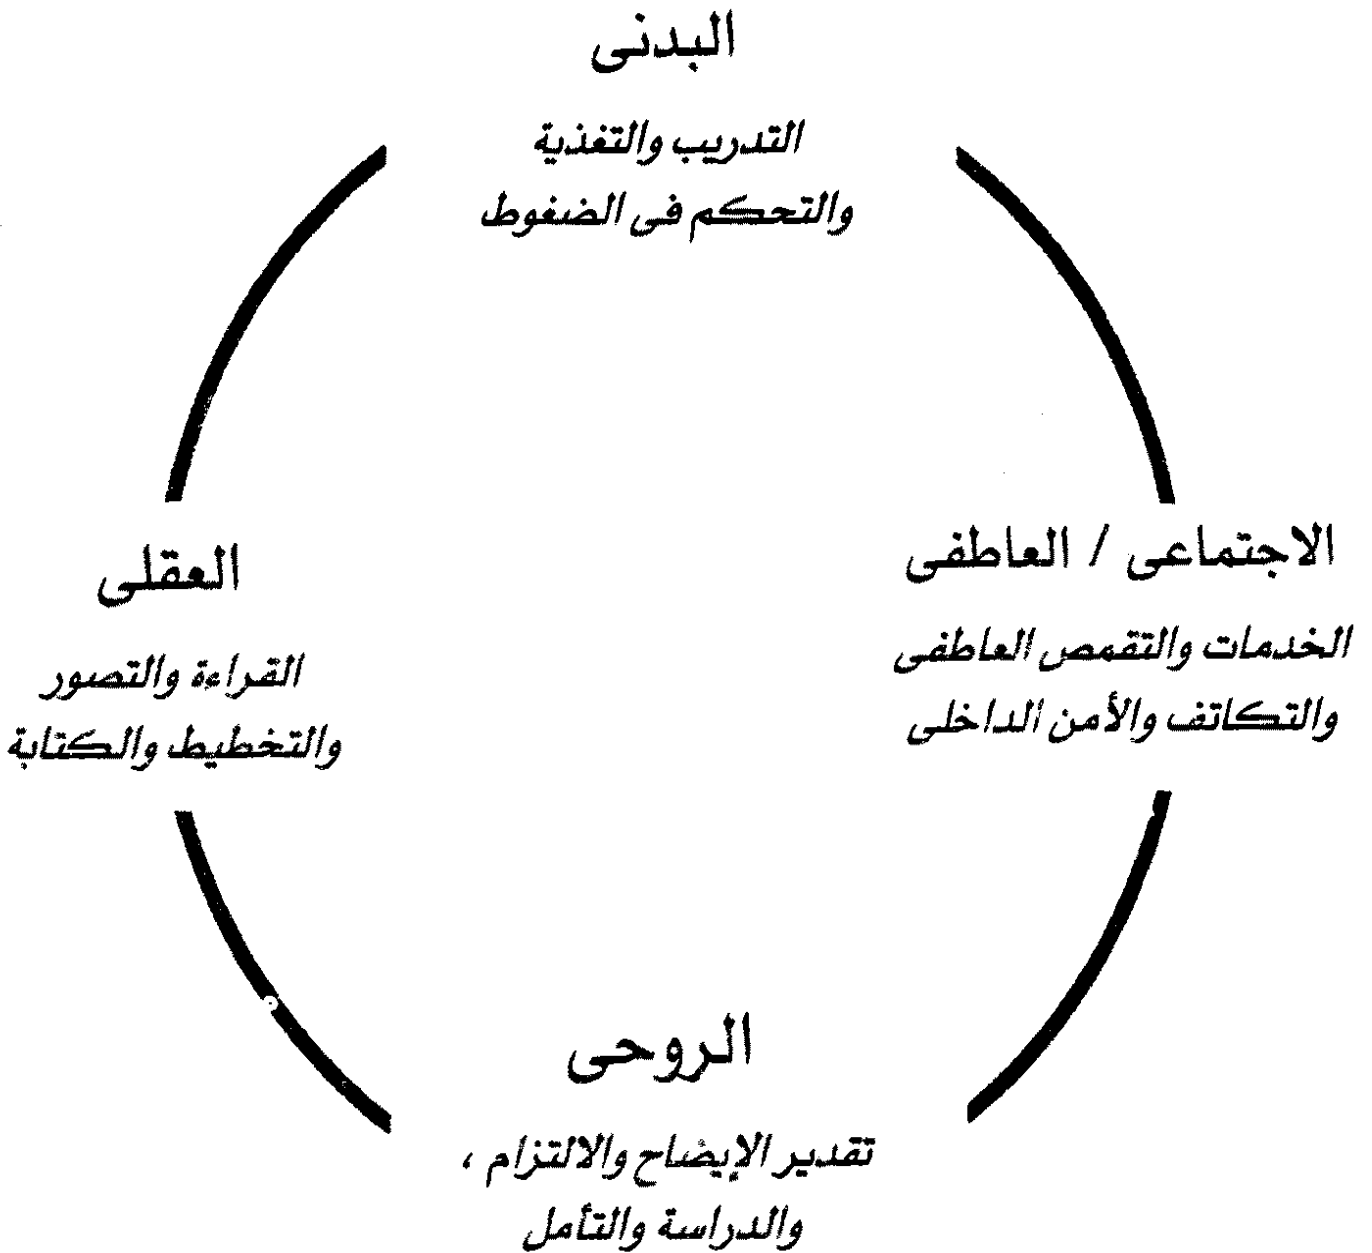 البدنى
التدريب والتغذية
والتحكم فى الضغوط
الاجتماعى / العاطفى
الخدمات والتقمص العاطفى
والتكاتف والأمن الداخلى
العقلى
القراءة والتصور
والتخطيط والكتابة
الروحى
تقدير الإيضاح والالتزام ،
والدراسة والتأمل